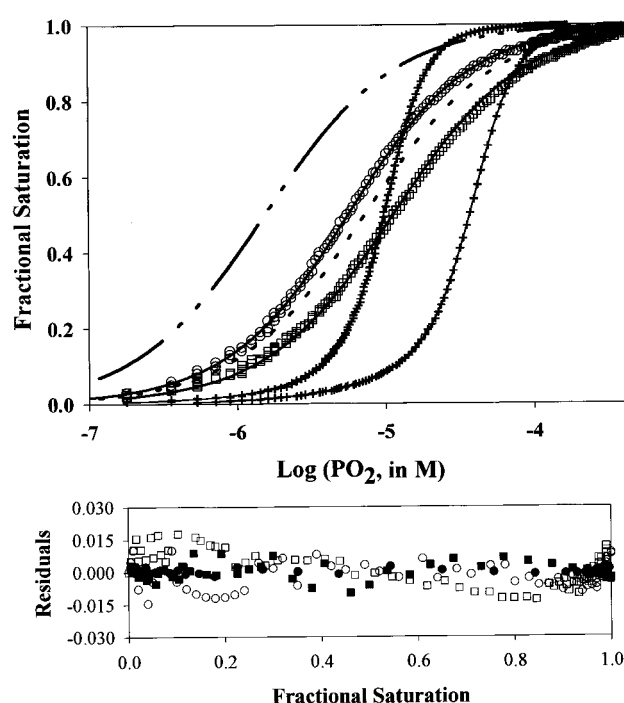 1.0
0.8
0.6
0.4
0.2
0.0
Fractional Saturation
-7 -6 -5 -4
Log (PO2, in M)
0.030
0.015
0.000
-0.015
-0.030
Residuals
0.0 0.2 0.4 0.6 0.8 1.0
Fractional Saturation